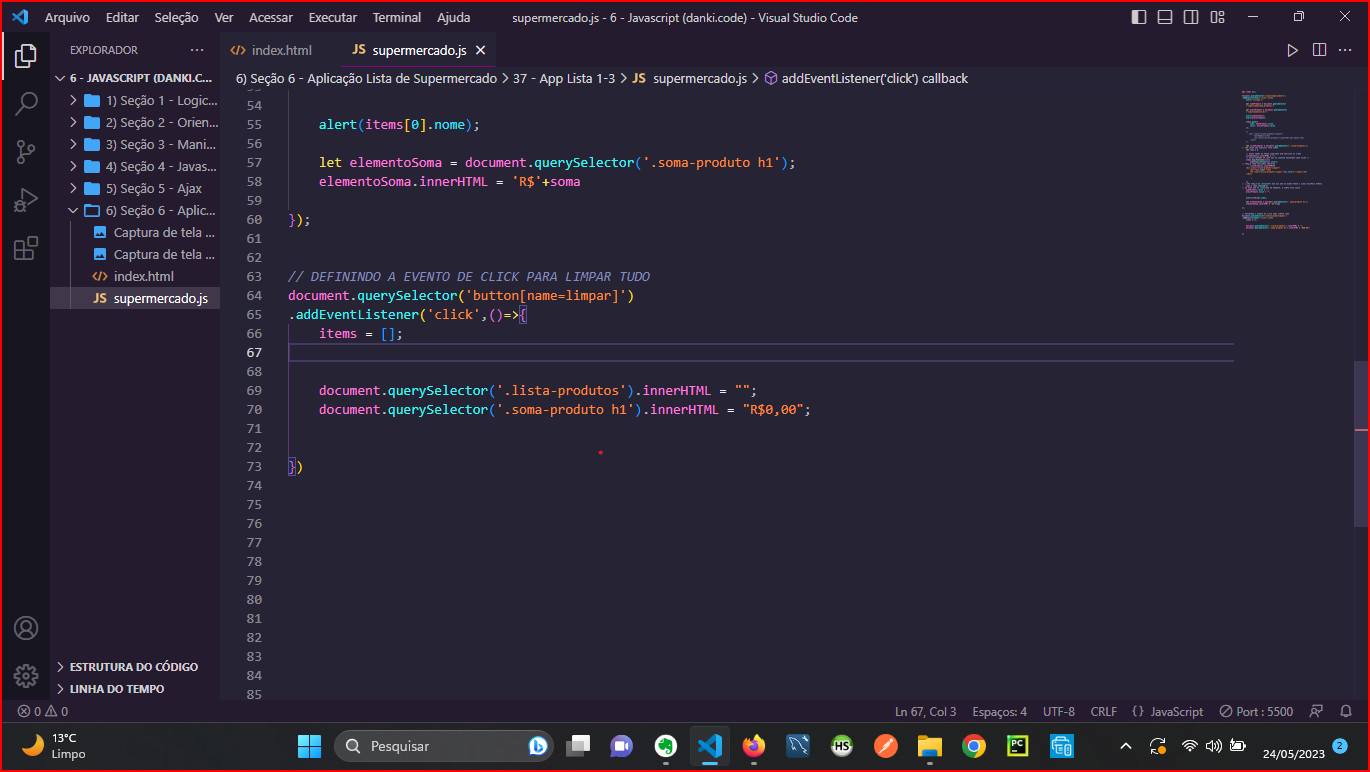 Arquivo Editar Seleção Ver Acessar Executar Terminal Ajuda supermercado.js - 6 - Javascript (danki.code) - Visual Studio Code
EXPLORADOR ··· index.html JS supermercado.js
6 - JAVASCRIPT (DANKI.C...
1) Seção 1 - Logic...
2) Seção 2 - Orien...
3) Seção 3 - Mani...
4) Seção 4 - Javas...
5) Seção 5 - Ajax
6) Seção 6 - Aplic...
Captura de tela ...
Captura de tela ...
index.html
JS supermercado.js
ESTRUTURA DO CÓDIGO
LINHA DO TEMPO
6) Seção 6 - Aplicação Lista de Supermercado > 37 - App Lista 1-3 > JS supermercado.js > addEventListener('click') callback
54
55 alert(items[0].nome);
56
57 let elementoSoma = document.querySelector('.soma-produto h1');
58 elementoSoma.innerHTML = 'R$'+soma
59
60 });
61
62
63 // DEFININDO A EVENTO DE CLICK PARA LIMPAR TUDO
64 document.querySelector('button[name=limpar]')
65 .addEventListener('click',()=>{
66 items = [];
67
68
69 document.querySelector('.lista-produtos').innerHTML = "";
70 document.querySelector('.soma-produto h1').innerHTML = "R$0,00";
71
72
73 })
74
75
76
77
78
79
80
81
82
83
84
85
0 0 Ln 67, Col 3 Espaços: 4 UTF-8 CRLF {} JavaScript Port : 5500
13°C
Limpo
Pesquisar
HS
PC
24/05/2023
2